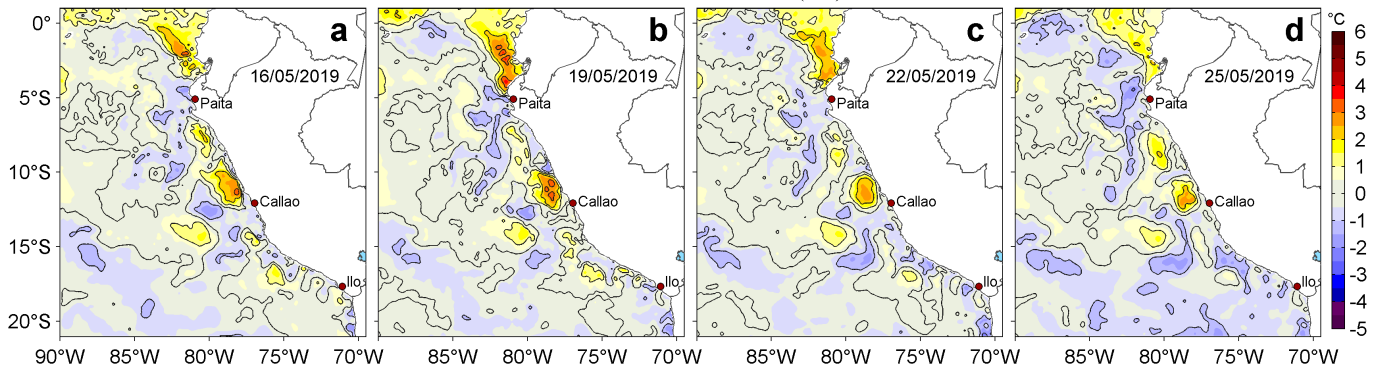 a
b
c
d
°C
0°
5°S
10°S
15°S
20°S
16/05/2019
19/05/2019
22/05/2019
25/05/2019
Paita
Paita
Paita
Paita
Callao
Callao
Callao
Callao
Ilo
Ilo
Ilo
Ilo
90°W 85°W 80°W 75°W 70°W
85°W 80°W 75°W 70°W
85°W 80°W 75°W 70°W
85°W 80°W 75°W 70°W
6
5
4
3
2
1
0
-1
-2
-3
-4
-5